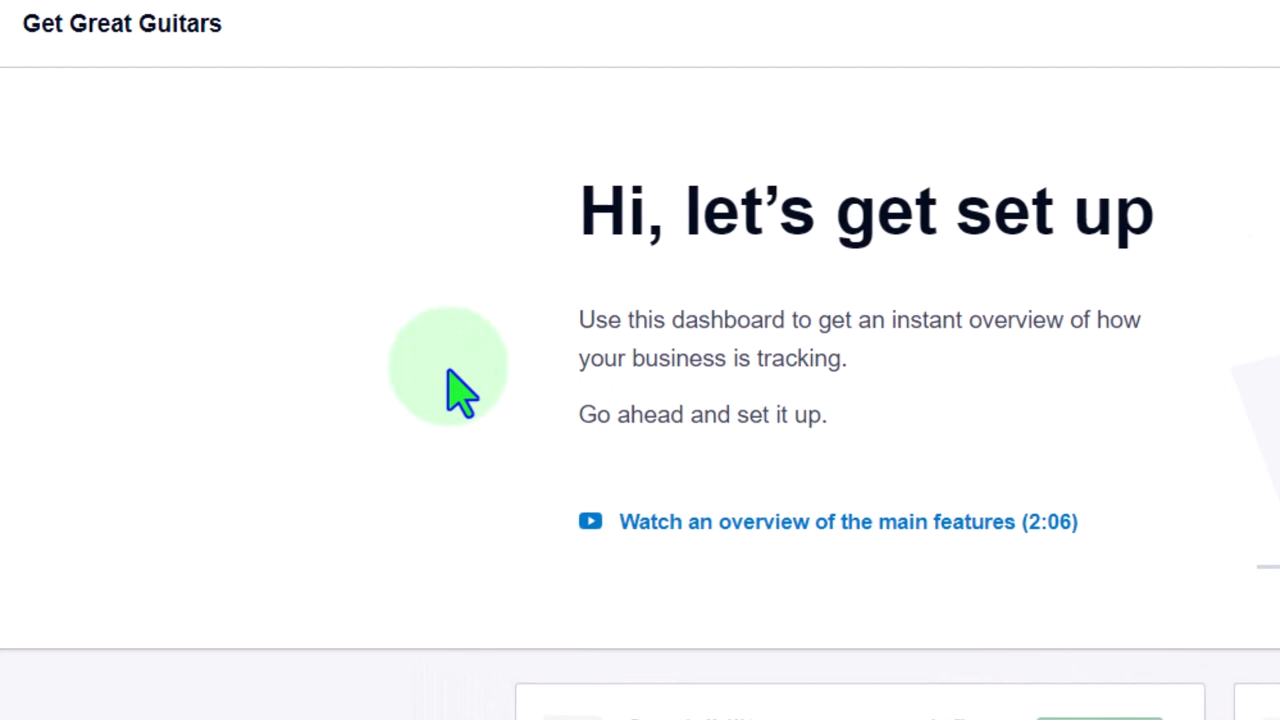 Get Great Guitars
Hi, let’s get set up
Use this dashboard to get an instant overview of how
your business is tracking.
Go ahead and set it up.
Watch an overview of the main features (2:06)